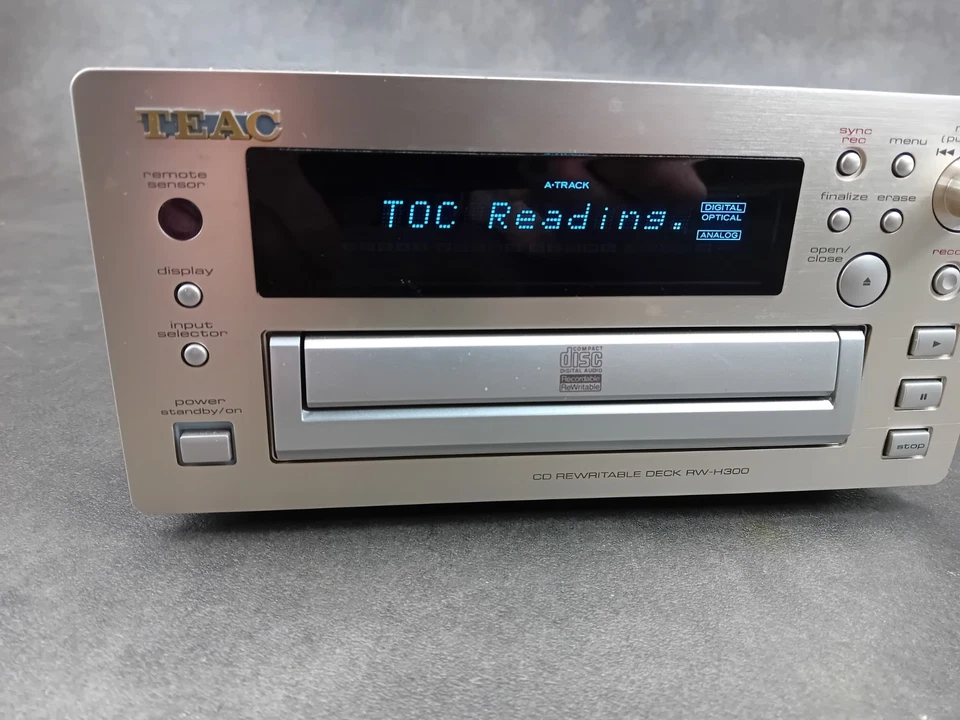 TEAC
remote
sensor
display
input
selector
power
standby/on
A·TRACK
TOC Reading.
DIGITAL
OPTICAL
ANALOG
COMPACT
disc
DIGITAL AUDIO
Recordable
ReWritable
CD REWRITABLE DECK RW-H300
sync
rec
menu
finalize
erase
open/
close
stop